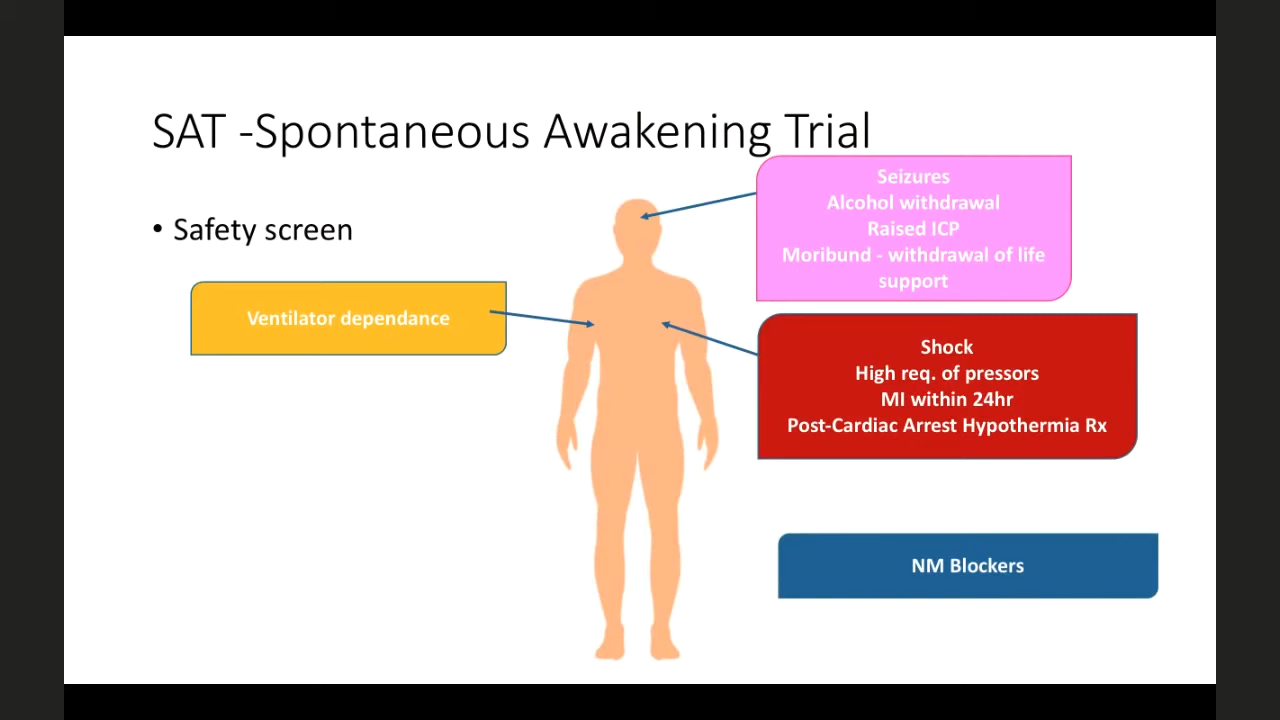 SAT -Spontaneous Awakening Trial
• Safety screen
Seizures
Alcohol withdrawal
Raised ICP
Moribund - withdrawal of life
support
Ventilator dependance
Shock
High req. of pressors
MI within 24hr
Post-Cardiac Arrest Hypothermia Rx
NM Blockers